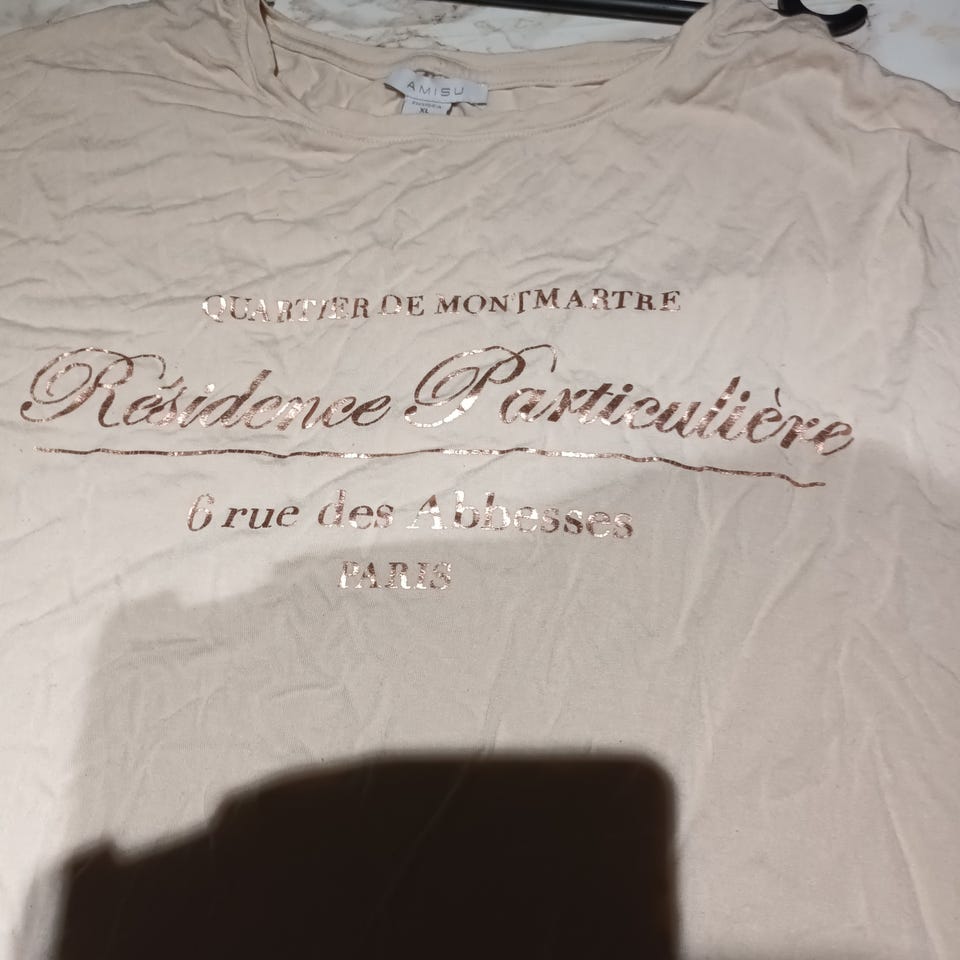 AMISU
XL
QUARTIER DE MONTMARTRE
Résidence Particulière
6 rue des Abbesses
PARIS